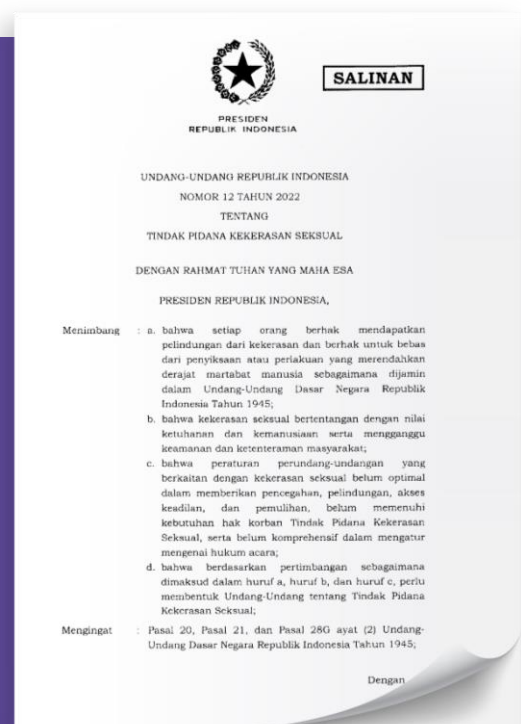 SALINAN
PRESIDEN
REPUBLIK INDONESIA
UNDANG-UNDANG REPUBLIK INDONESIA
NOMOR 12 TAHUN 2022
TENTANG
TINDAK PIDANA KEKERASAN SEKSUAL
DENGAN RAHMAT TUHAN YANG MAHA ESA
PRESIDEN REPUBLIK INDONESIA,
Menimbang : a. bahwa setiap orang berhak mendapatkan
pelindungan dari kekerasan dan berhak untuk bebas
dari penyiksaan atau perlakuan yang merendahkan
derajat martabat manusia sebagaimana dijamin
dalam Undang-Undang Dasar Negara Republik
Indonesia Tahun 1945;
b. bahwa kekerasan seksual bertentangan dengan nilai
ketuhanan dan kemanusiaan serta mengganggu
keamanan dan ketenteraman masyarakat;
c. bahwa peraturan perundang-undangan yang
berkaitan dengan kekerasan seksual belum optimal
dalam memberikan pencegahan, pelindungan, akses
keadilan, dan pemulihan, belum memenuhi
kebutuhan hak korban Tindak Pidana Kekerasan
Seksual, serta belum komprehensif dalam mengatur
mengenai hukum acara;
d. bahwa berdasarkan pertimbangan sebagaimana
dimaksud dalam huruf a, huruf b, dan huruf c, perlu
membentuk Undang-Undang tentang Tindak Pidana
Kekerasan Seksual;
Mengingat : Pasal 20, Pasal 21, dan Pasal 28G ayat (2) Undang-
Undang Dasar Negara Republik Indonesia Tahun 1945;
Dengan